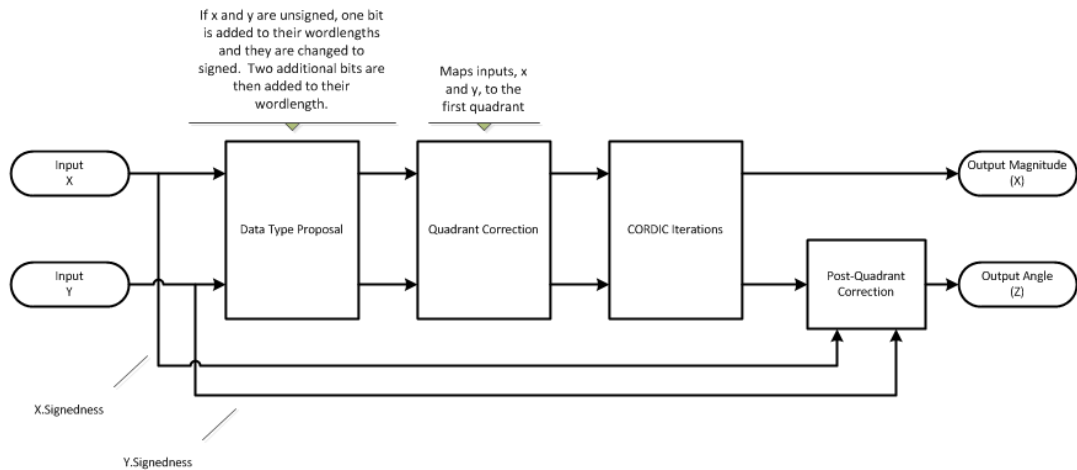 If x and y are unsigned, one bit
is added to their wordlengths
and they are changed to
signed. Two additional bits are
then added to their
wordlength.
Maps inputs, x
and y, to the
first quadrant
Input
X
Output Magnitude
(X)
Data Type Proposal
Quadrant Correction
CORDIC Iterations
Input
Y
Post-Quadrant
Correction
Output Angle
(Z)
X.Signedness
Y.Signedness